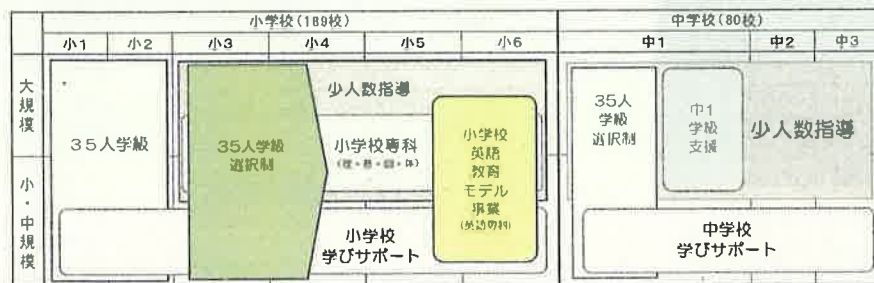 小学校(189校)
中学校(80校)
小1 小2 小3 小4 小5 小6
中1 中2 中3
大規模
小・中規模
35人学級
35人学級
選択制
少人数指導
小学校専科
小学校
英語
教育
モデル
事業
(英語専科)
小学校
学びサポート
35人
学級
選択制
中1
学級
支援
少人数指導
中学校
学びサポート